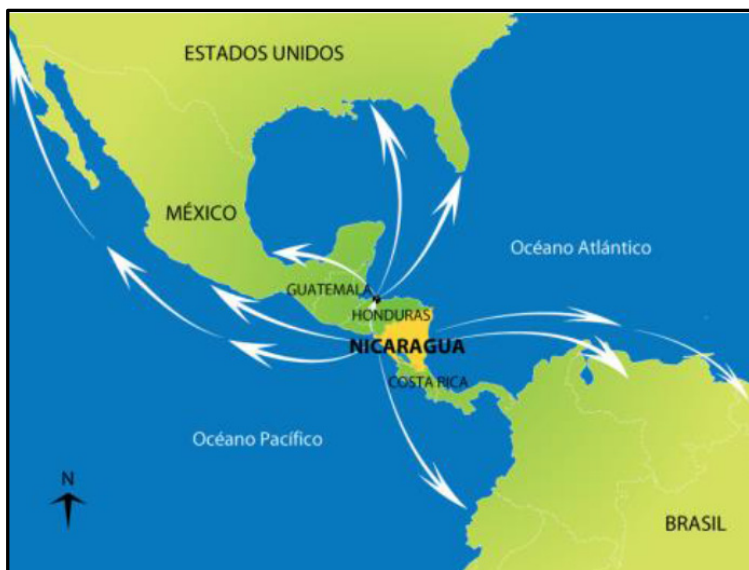 ESTADOS UNIDOS
MÉXICO
Océano Atlántico
GUATEMALA
HONDURAS
NICARAGUA
COSTA RICA
Océano Pacífico
N
BRASIL